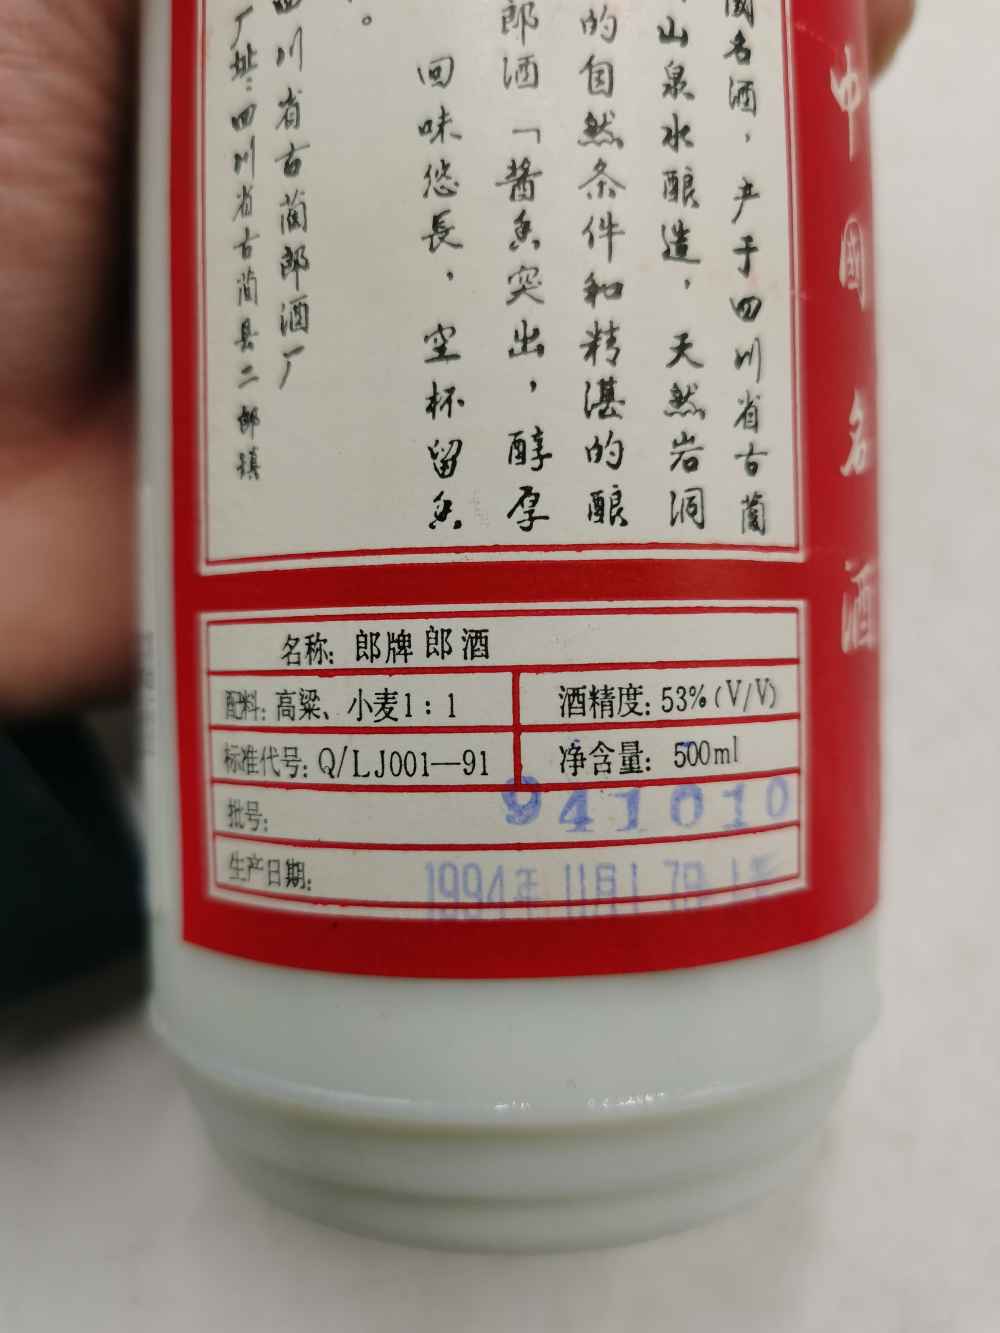 國名酒，产于四川省古蔺
山泉水酿造，天然岩洞
的自然条件和精湛的酿
郎酒「酱香突出，醇厚
回味悠長，空杯留香
。
四川省古蔺郎酒厂
厂址：四川省古蔺县二郎镇
中國名酒
名称：郎牌郎酒
配料：高粱、小麦1：1
酒精度：53%(V/V)
标准代号：Q/LJ001—91
净含量：500ml
批号：
941010
生产日期：
1994年11月17日